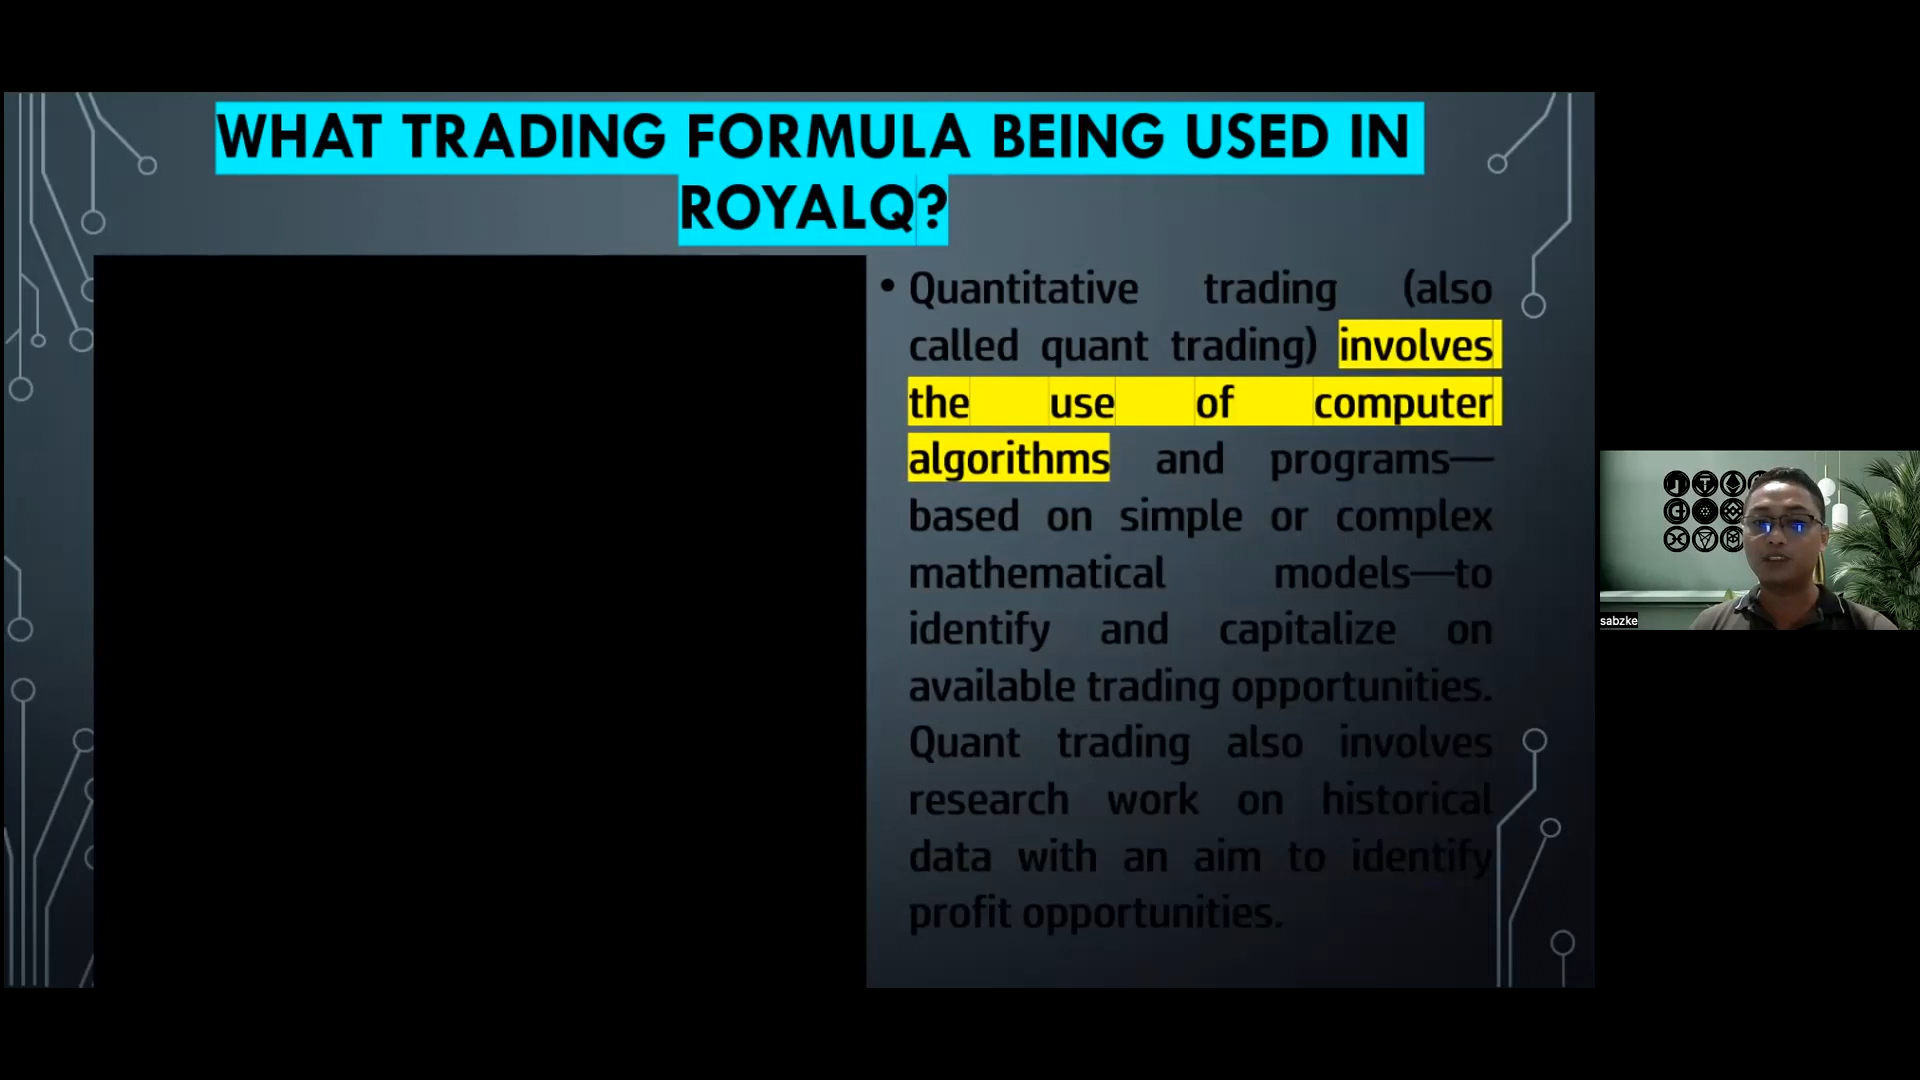 WHAT TRADING FORMULA BEING USED IN
ROYALQ?
• Quantitative trading (also
called quant trading) involves
the use of computer
algorithms and programs—
based on simple or complex
mathematical models—to
identify and capitalize on
available trading opportunities.
Quant trading also involves
research work on historical
data with an aim to identify
profit opportunities.
sabzke